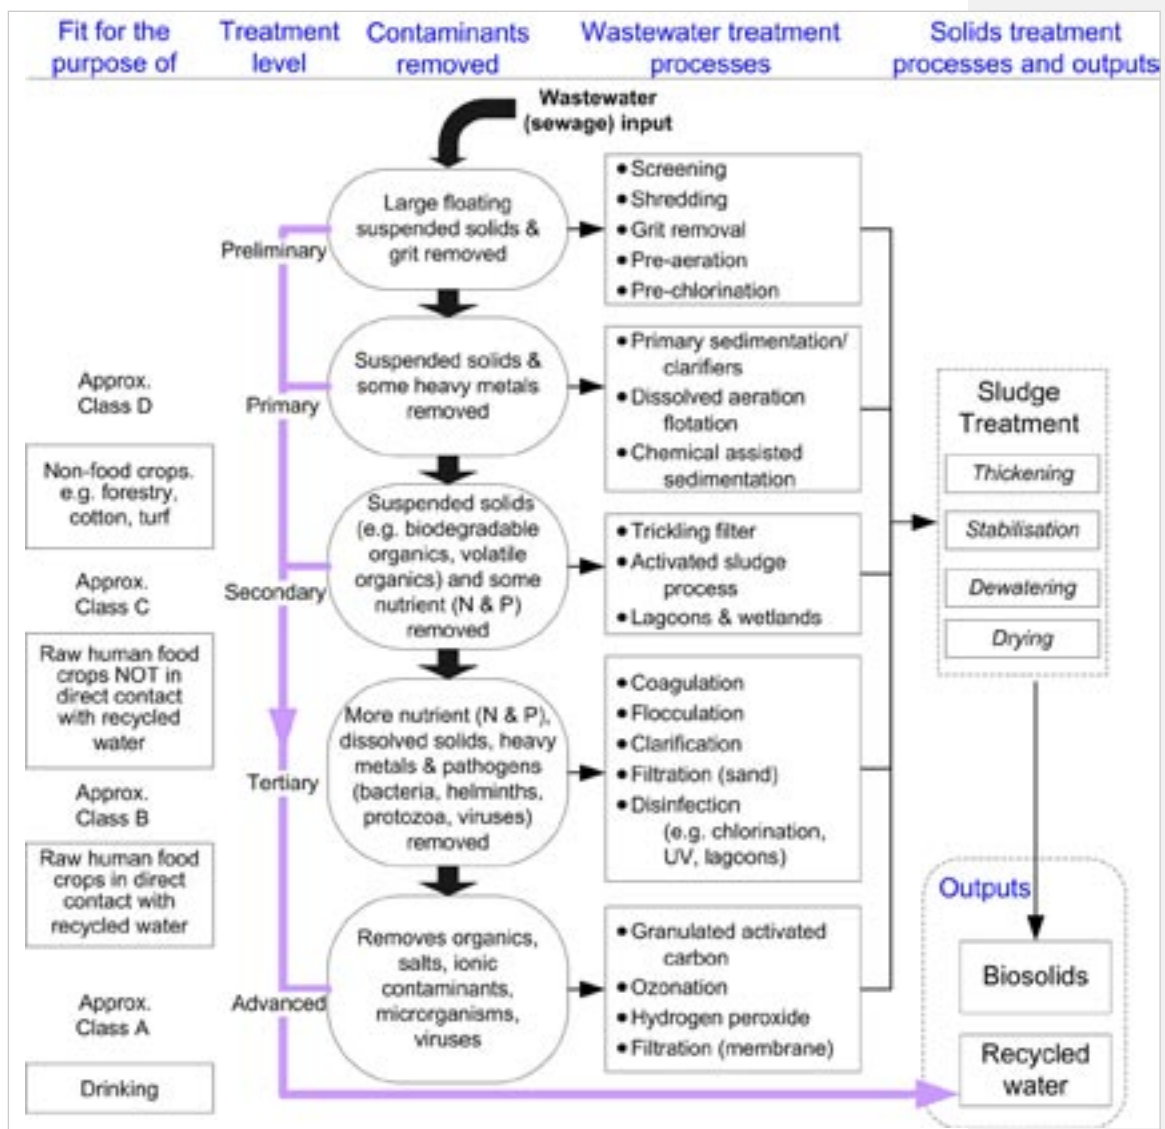 Fit for the
purpose of
Treatment
level
Contaminants
removed
Wastewater treatment
processes
Solids treatment
processes and outputs
Wastewater
(sewage) input
Large floating
suspended solids &
grit removed
Preliminary
• Screening
• Shredding
• Grit removal
• Pre-aeration
• Pre-chlorination
Suspended solids &
some heavy metals
removed
Primary
• Primary sedimentation/
clarifiers
• Dissolved aeration
flotation
• Chemical assisted
sedimentation
Approx.
Class D
Non-food crops.
e.g. forestry,
cotton, turf
Suspended solids
(e.g. biodegradable
organics, volatile
organics) and some
nutrient (N & P)
removed
Secondary
• Trickling filter
• Activated sludge
process
• Lagoons & wetlands
Approx.
Class C
Raw human food
crops NOT in
direct contact
with recycled
water
More nutrient (N & P),
dissolved solids, heavy
metals & pathogens
(bacteria, helminths,
protozoa, viruses)
removed
Tertiary
• Coagulation
• Flocculation
• Clarification
• Filtration (sand)
• Disinfection
(e.g. chlorination,
UV, lagoons)
Approx.
Class B
Raw human food
crops in direct
contact with
recycled water
Removes organics,
salts, ionic
contaminants,
microrganisms,
viruses
Advanced
• Granulated activated
carbon
• Ozonation
• Hydrogen peroxide
• Filtration (membrane)
Approx.
Class A
Drinking
Sludge
Treatment
Thickening
Stabilisation
Dewatering
Drying
Outputs
Biosolids
Recycled
water